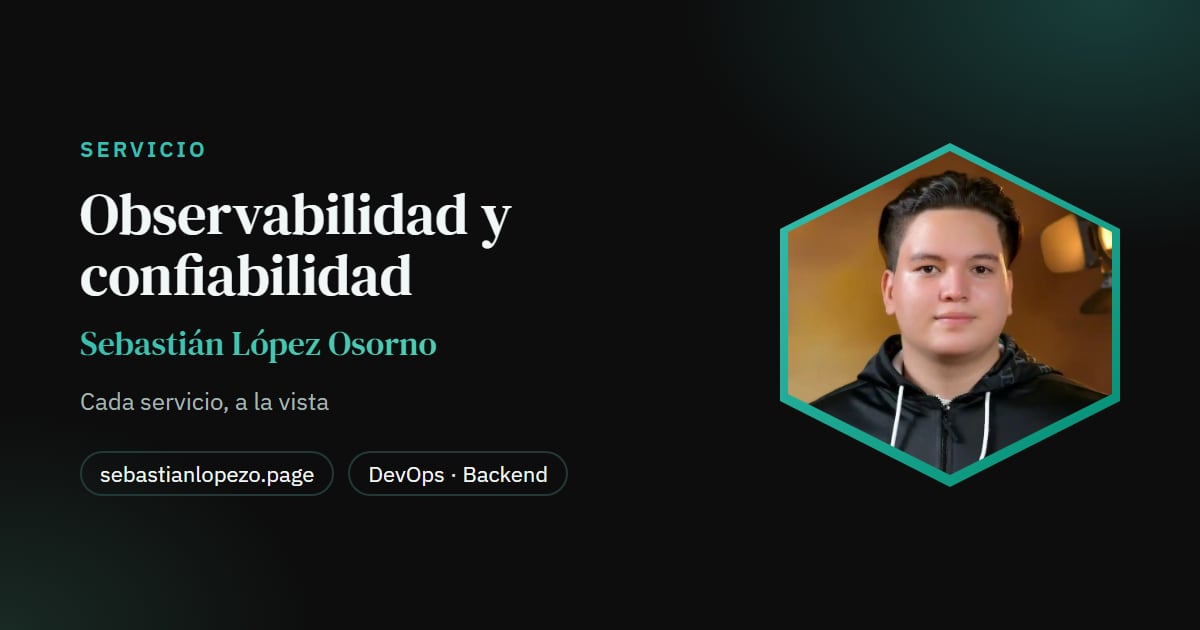 SERVICIO
Observabilidad y
confiabilidad
Sebastián López Osorno
Cada servicio, a la vista
sebastianlopezo.page
DevOps · Backend